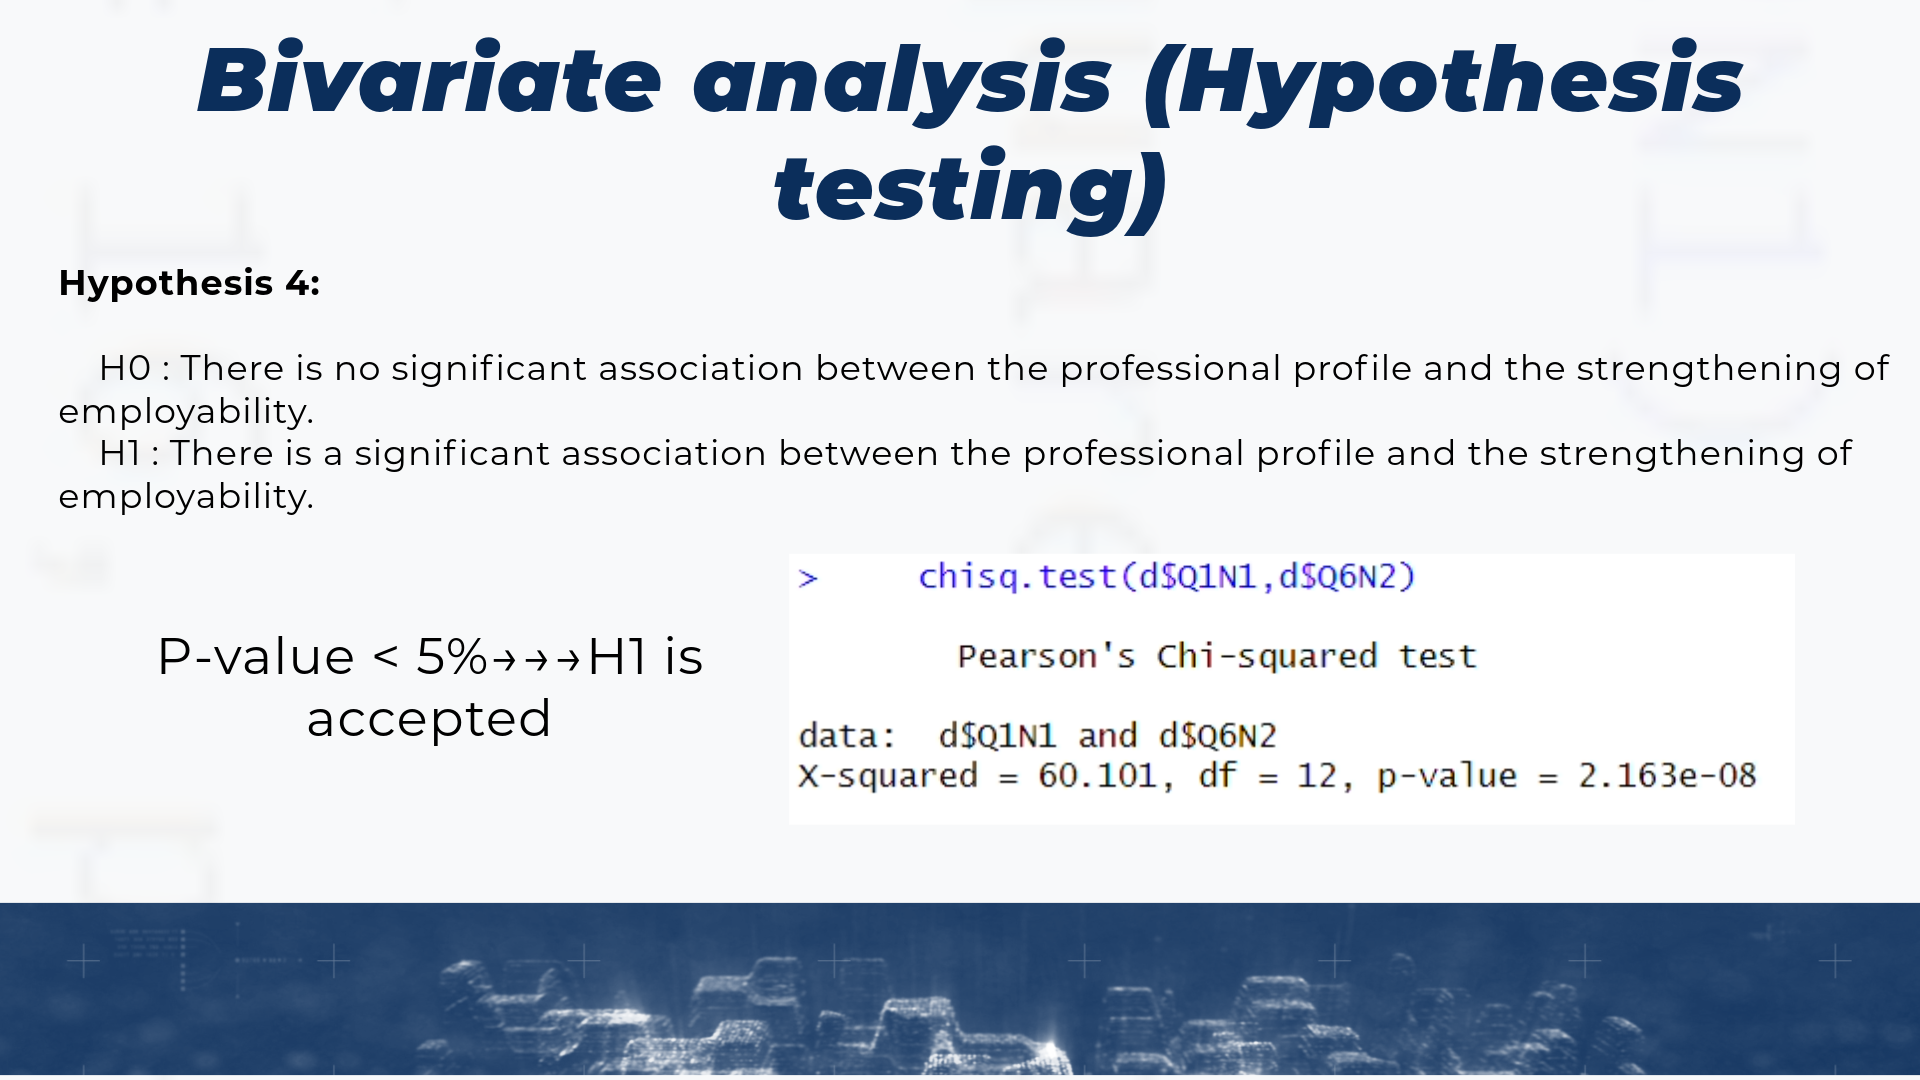 Bivariate analysis (Hypothesis
testing)
Hypothesis 4:
H0 : There is no significant association between the professional profile and the strengthening of
employability.
H1 : There is a significant association between the professional profile and the strengthening of
employability.
P-value < 5%→→→H1 is
accepted
> chisq.test(d$Q1N1,d$Q6N2)
Pearson's Chi-squared test
data:  d$Q1N1 and d$Q6N2
X-squared = 60.101, df = 12, p-value = 2.163e-08